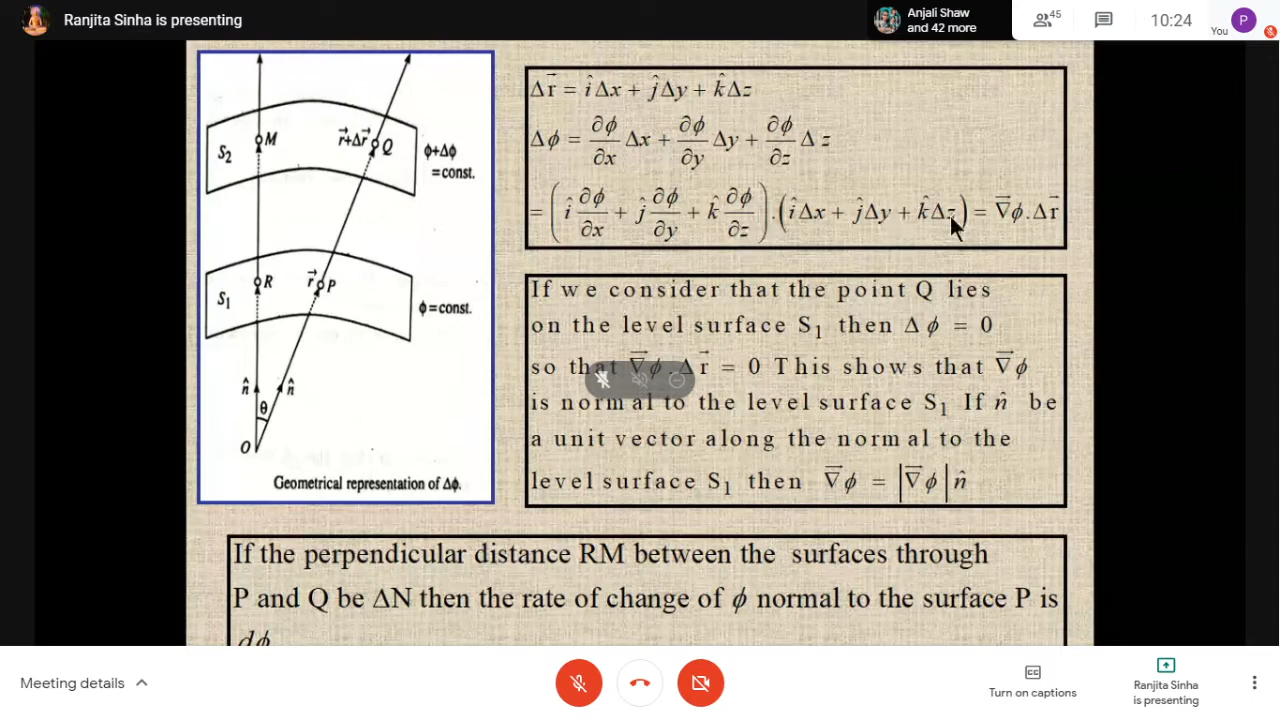 Ranjita Sinha is presenting
Anjali Shaw
and 42 more
45
10:24
You
P
S₂
M
r⃗+Δr⃗
Q
ϕ+Δϕ
=const.
S₁
R
r⃗
P
ϕ=const.
n̂
θ
n̂
O
Geometrical representation of Δϕ.
Δr⃗ = îΔx + ĵΔy + k̂Δz
Δϕ = ∂ϕ/∂x Δx + ∂ϕ/∂y Δy + ∂ϕ/∂z Δz
= (î ∂ϕ/∂x + ĵ ∂ϕ/∂y + k̂ ∂ϕ/∂z).(îΔx + ĵΔy + k̂Δz) = ∇⃗ϕ.Δr⃗
If we consider that the point Q lies
on the level surface S₁ then Δϕ = 0
so that ∇⃗ϕ.Δr⃗ = 0 This shows that ∇⃗ϕ
is normal to the level surface S₁ If n̂ be
a unit vector along the normal to the
level surface S₁ then ∇⃗ϕ = |∇⃗ϕ| n̂
If the perpendicular distance RM between the surfaces through
P and Q be ΔN then the rate of change of ϕ normal to the surface P is
dϕ
Meeting details
CC
Turn on captions
Ranjita Sinha
is presenting